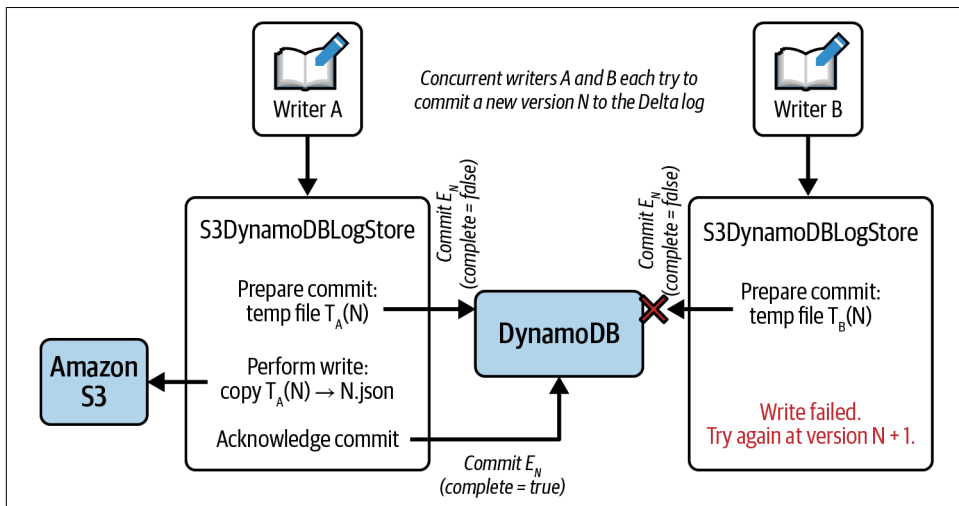 Writer A
Concurrent writers A and B each try to
commit a new version N to the Delta log
Writer B
S3DynamoDBLogStore
Prepare commit:
temp file T_A(N)
Perform write:
copy T_A(N) → N.json
Acknowledge commit
Amazon
S3
Commit E_N
(complete = false)
DynamoDB
Commit E_N
(complete = true)
Commit E_N
(complete = false)
S3DynamoDBLogStore
Prepare commit:
temp file T_B(N)
Write failed.
Try again at version N + 1.